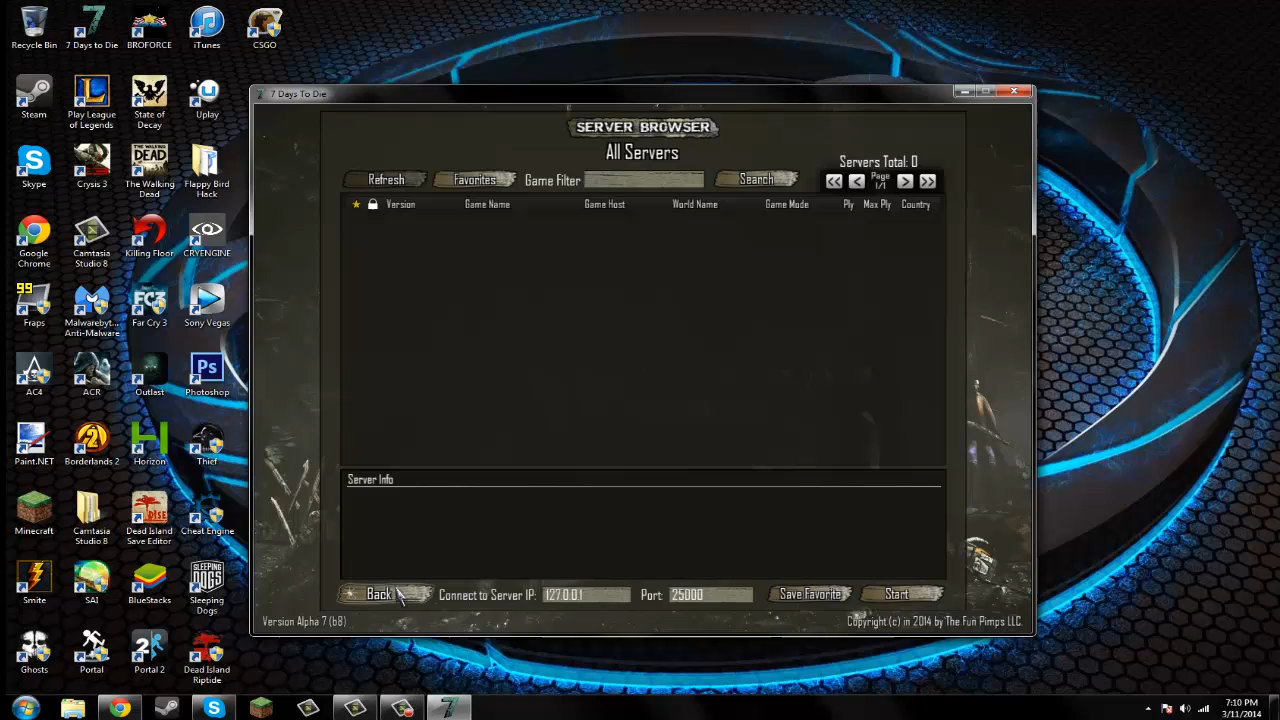 Recycle Bin
7 Days to Die
BROFORCE
iTunes
CSGO
Steam
Play League
of Legends
State of
Decay
Uplay
Skype
Crysis 3
The Walking
Dead
Flappy Bird
Hack
Google
Chrome
Camtasia
Studio 8
Killing Floor
CRYENGINE
99
Fraps
Malwarebyt...
Anti-Malware
FC3
Far Cry 3
Sony Vegas
AC4
ACR
Outlast
Ps
Photoshop
Paint.NET
Borderlands 2
Horizon
Thief
Minecraft
Camtasia
Studio 8
Dead Island
Save Editor
Cheat Engine
Smite
SAI
BlueStacks
SLEEPING
DOGS
Sleeping
Dogs
Ghosts
Portal
Portal 2
Dead Island
Riptide
7 Days To Die
SERVER BROWSER
All Servers
Servers Total: 0
Refresh
Favorites
Game Filter
Search
<<
<
Page
1/1
>
>>
Version
Game Name
Game Host
World Name
Game Mode
Ply
Max Ply
Country
Server Info
Back
Connect to Server IP:
127.0.0.1
Port:
25000
Save Favorite
Start
Version Alpha 7 (b8)
Copyright (c) in 2014 by The Fun Pimps LLC.
7:10 PM
3/11/2014